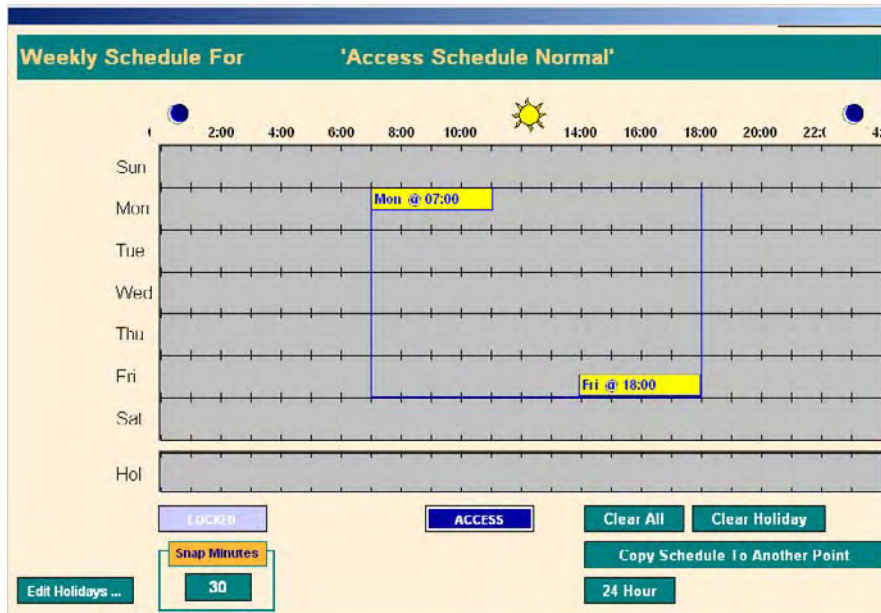 Weekly Schedule For 'Access Schedule Normal'
2:00 4:00 6:00 8:00 10:00 14:00 16:00 18:00 20:00
Sun
Mon Mon @ 07:00
Tue
Wed
Thu
Fri Fri @ 18:00
Sat
Hol
LOCKED ACCESS Clear All Clear Holiday
Snap Minutes Copy Schedule To Another Point
Edit Holidays ... 30 24 Hour